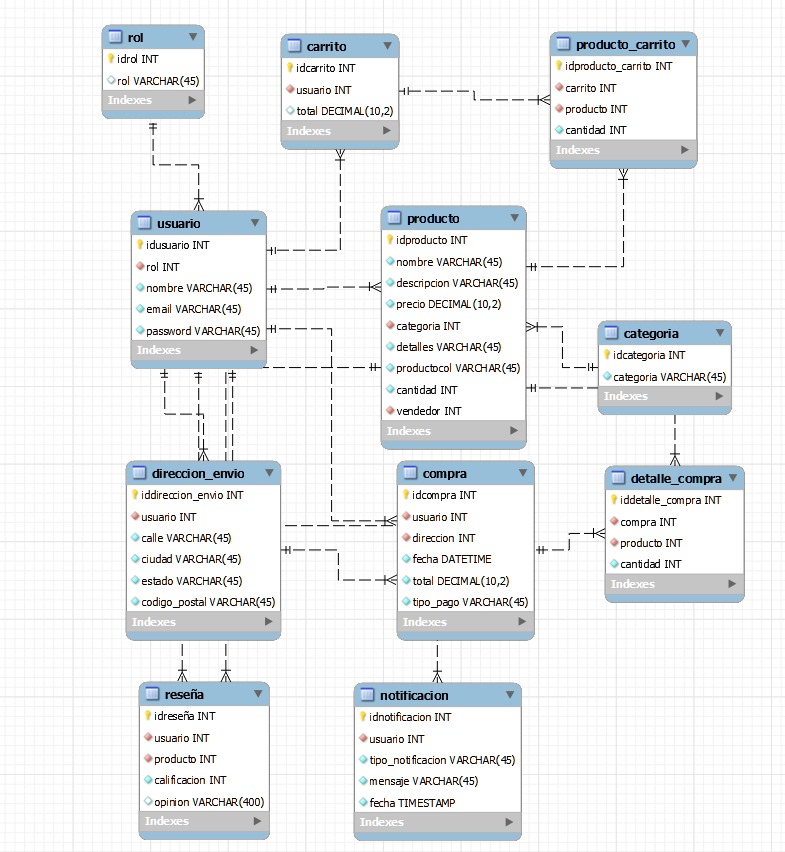 rol
idrol INT
rol VARCHAR(45)
Indexes
carrito
idcarrito INT
usuario INT
total DECIMAL(10,2)
Indexes
producto_carrito
idproducto_carrito INT
carrito INT
producto INT
cantidad INT
Indexes
usuario
idusuario INT
rol INT
nombre VARCHAR(45)
email VARCHAR(45)
password VARCHAR(45)
Indexes
producto
idproducto INT
nombre VARCHAR(45)
descripcion VARCHAR(45)
precio DECIMAL(10,2)
categoria INT
detalles VARCHAR(45)
productocol VARCHAR(45)
cantidad INT
vendedor INT
Indexes
categoria
idcategoria INT
categoria VARCHAR(45)
Indexes
direccion_envio
iddireccion_envio INT
usuario INT
calle VARCHAR(45)
ciudad VARCHAR(45)
estado VARCHAR(45)
codigo_postal VARCHAR(45)
Indexes
compra
idcompra INT
usuario INT
direccion INT
fecha DATETIME
total DECIMAL(10,2)
tipo_pago VARCHAR(45)
Indexes
detalle_compra
iddetalle_compra INT
compra INT
producto INT
cantidad INT
Indexes
reseña
idreseña INT
usuario INT
producto INT
calificacion INT
opinion VARCHAR(400)
Indexes
notificacion
idnotificacion INT
usuario INT
tipo_notificacion VARCHAR(45)
mensaje VARCHAR(45)
fecha TIMESTAMP
Indexes